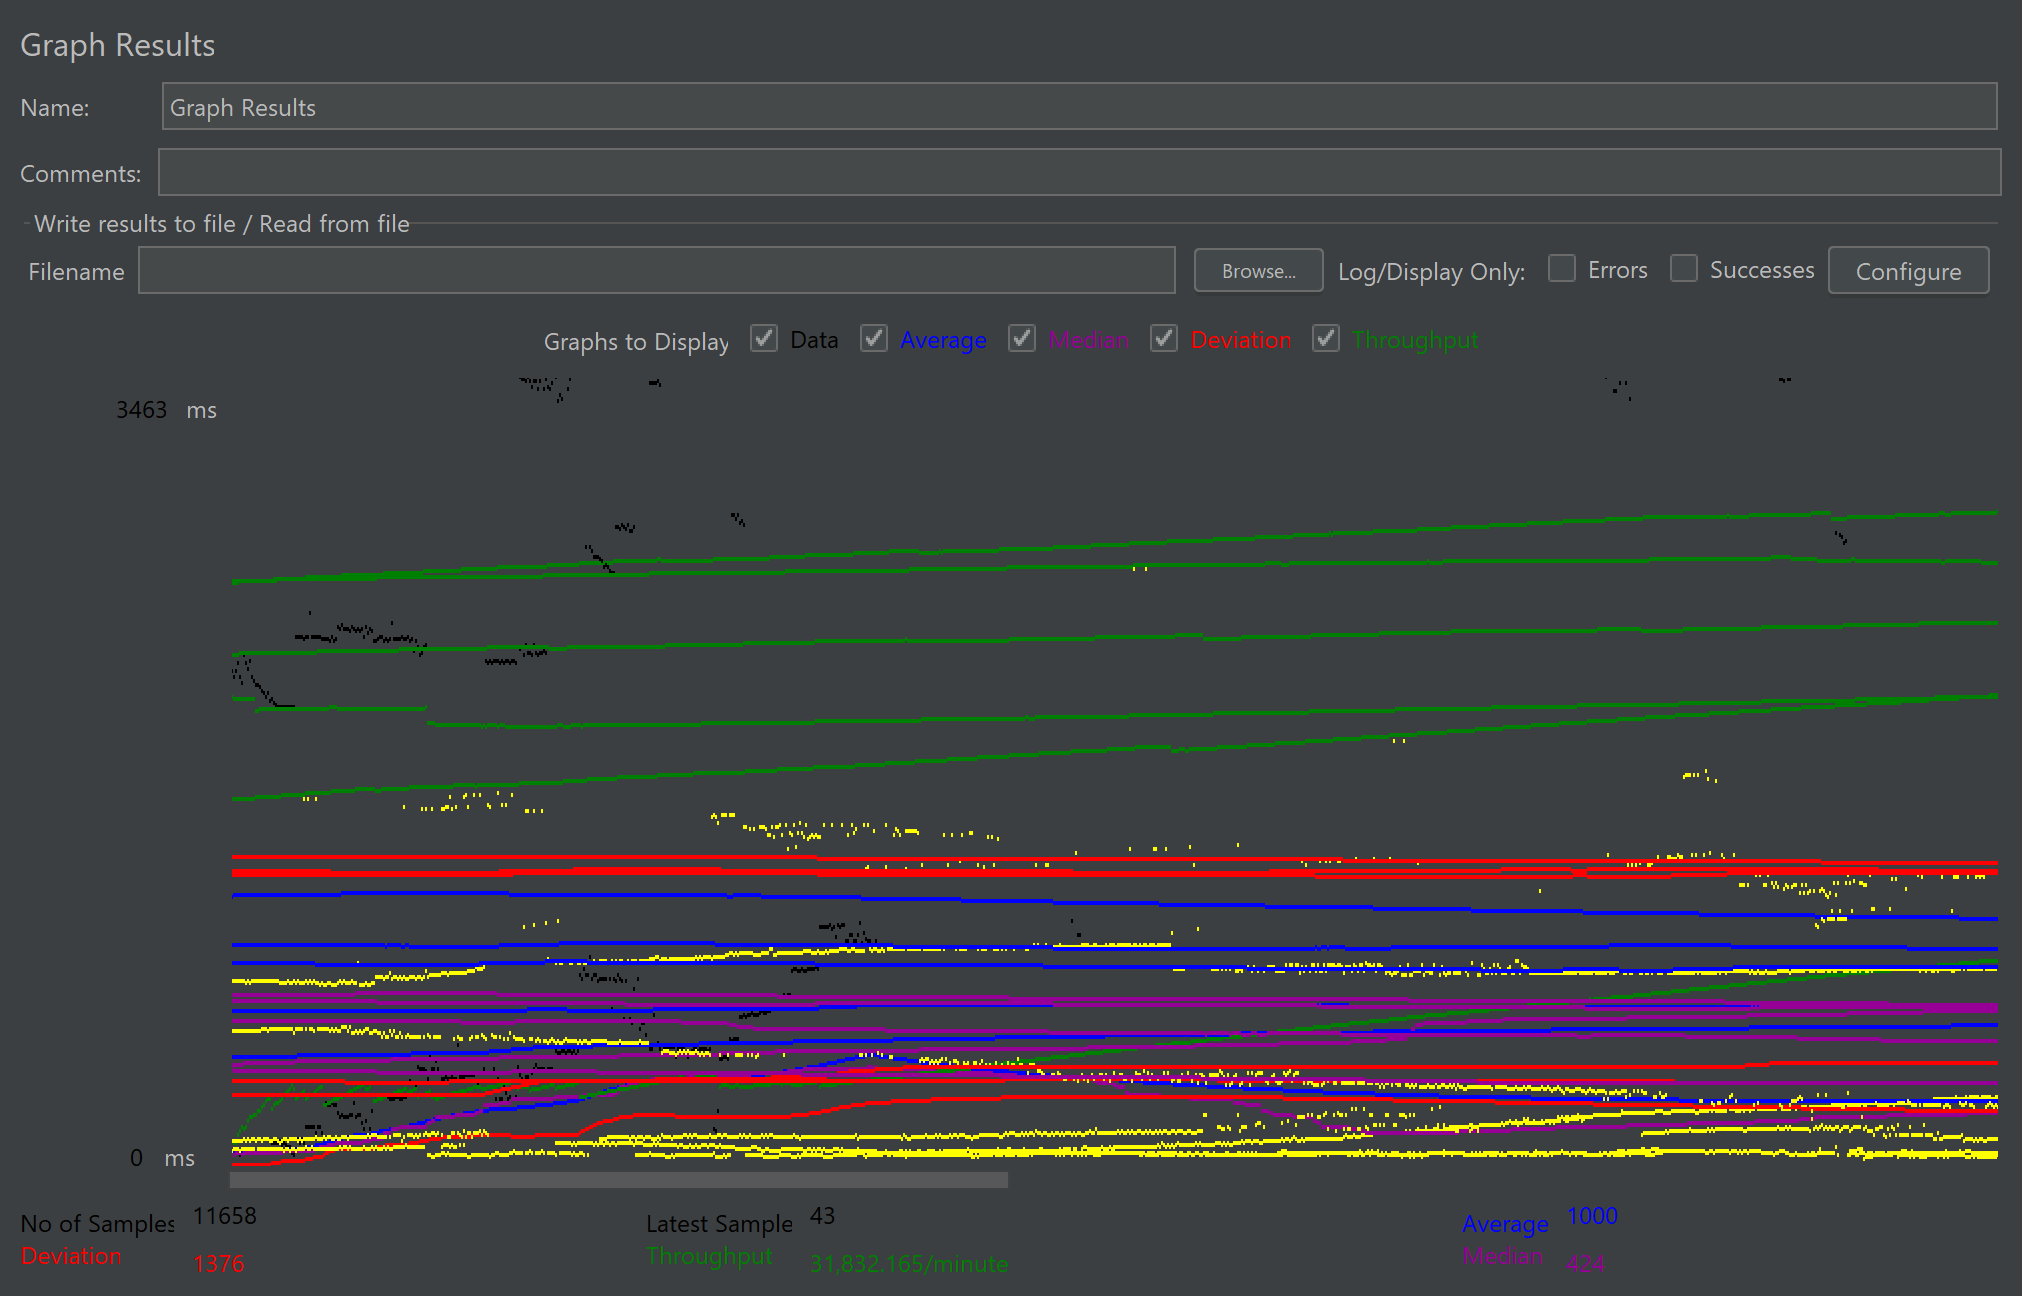 Graph Results
Name: Graph Results
Comments:
Write results to file / Read from file
Filename Browse... Log/Display Only: Errors Successes Configure
Graphs to Display Data Average Median Deviation Throughput
3463 ms
0 ms
No of Samples 11658 Latest Sample 43 Average 1000
Deviation 1376 Throughput 31,832.165/minute Median 424